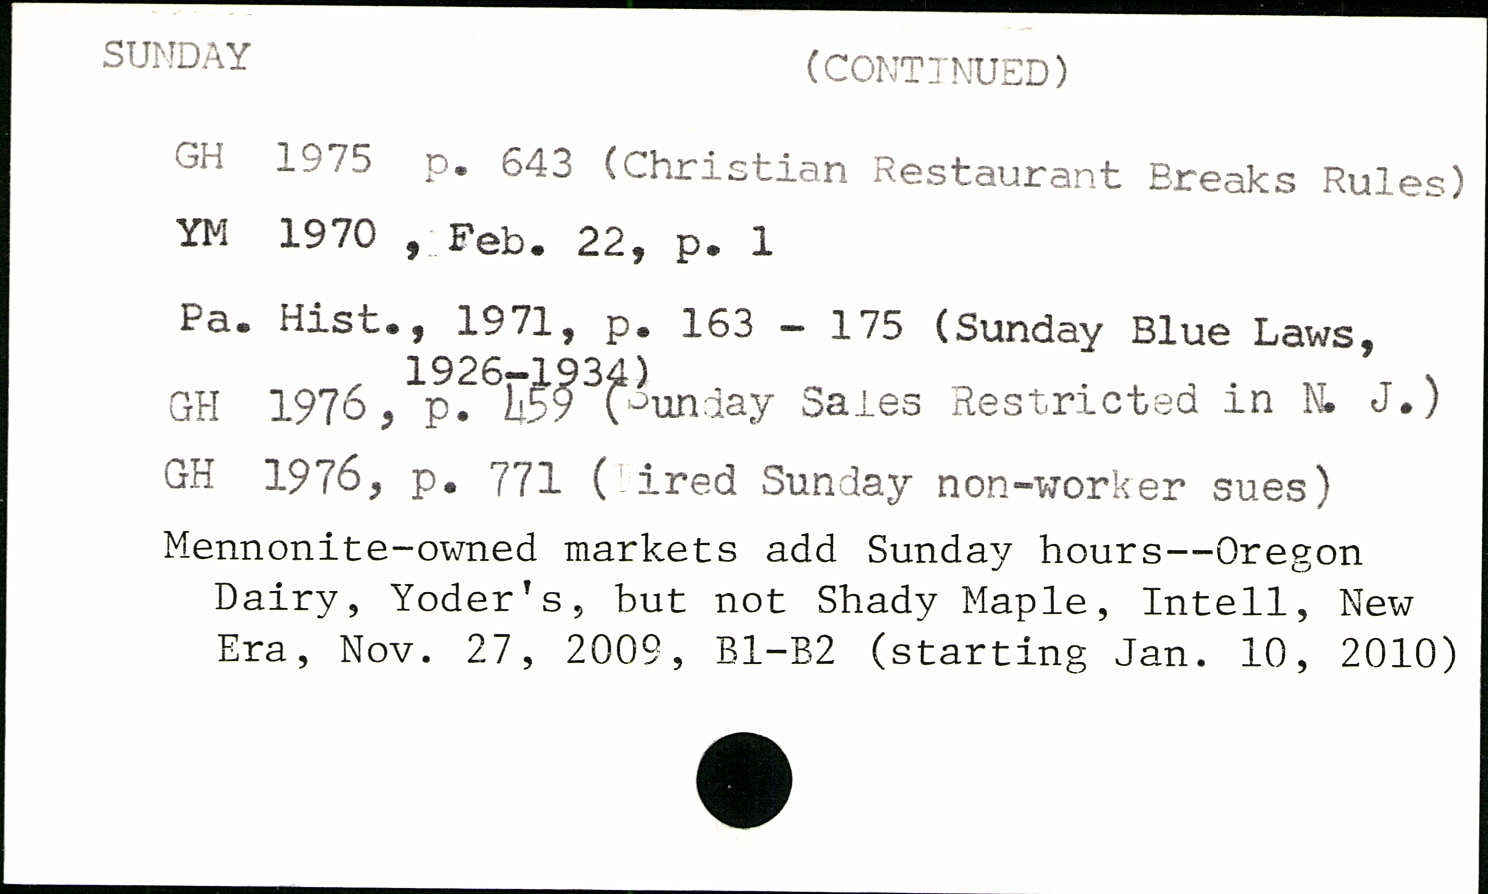 SUNDAY (CONTINUED)
GH 1975 p. 643 (Christian Restaurant Breaks Rules)
YM 1970 , Feb. 22, p. 1
Pa. Hist., 1971, p. 163 - 175 (Sunday Blue Laws,
1926-1934)
GH 1976, p. 459 (Sunday Sales Restricted in N. J.)
GH 1976, p. 771 ( ired Sunday non-worker sues)
Mennonite-owned markets add Sunday hours--Oregon
Dairy, Yoder's, but not Shady Maple, Intell, New
Era, Nov. 27, 2009, B1-B2 (starting Jan. 10, 2010)